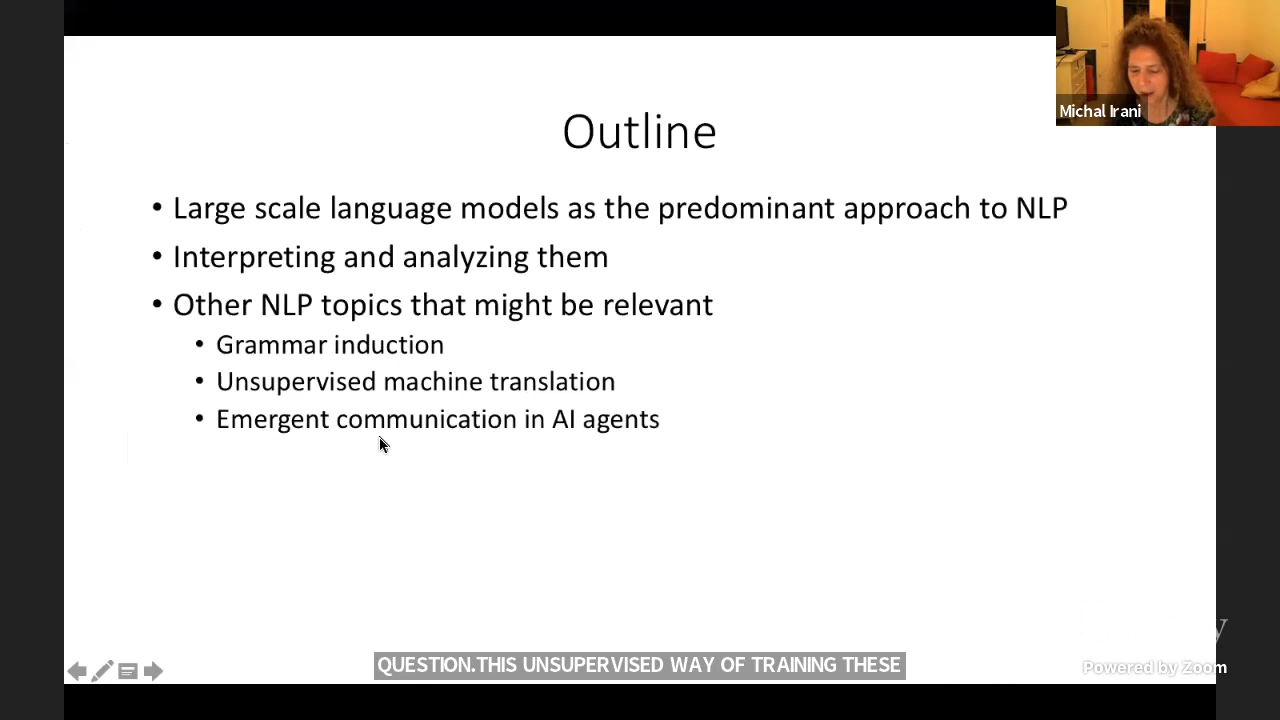 Michal Irani
Outline
• Large scale language models as the predominant approach to NLP
• Interpreting and analyzing them
• Other NLP topics that might be relevant
• Grammar induction
• Unsupervised machine translation
• Emergent communication in AI agents
QUESTION.THIS UNSUPERVISED WAY OF TRAINING THESE
Powered by Zoom